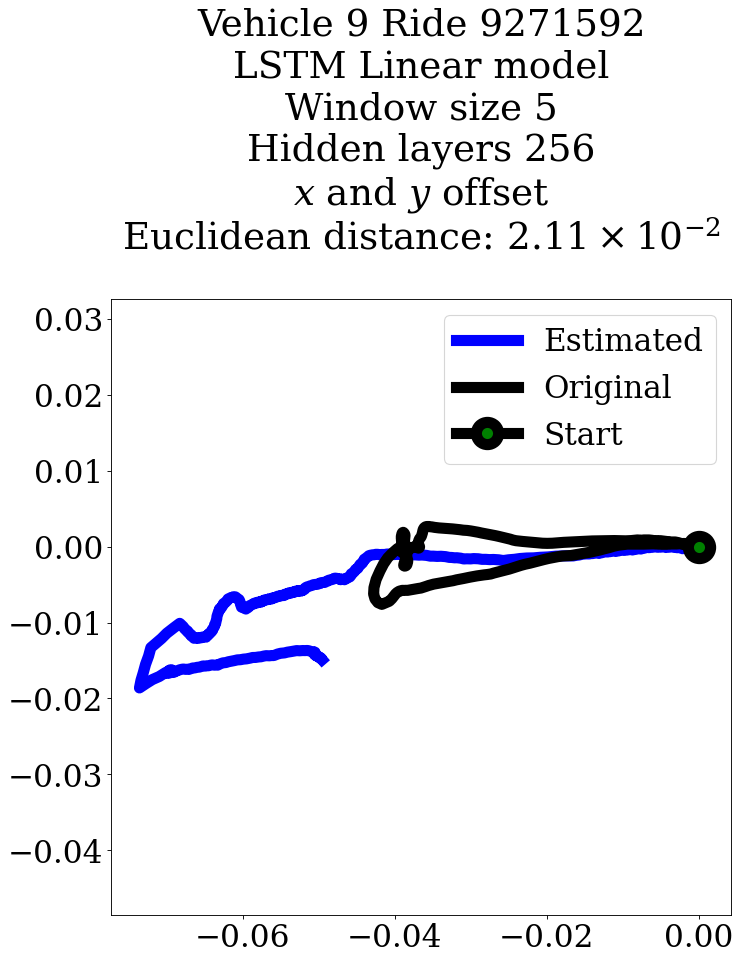 Vehicle 9 Ride 9271592
LSTM Linear model
Window size 5
Hidden layers 256
x and y offset
Euclidean distance: 2.11 × 10⁻²
Estimated
Original
Start
0.03
0.02
0.01
0.00
−0.01
−0.02
−0.03
−0.04
−0.06 −0.04 −0.02 0.00